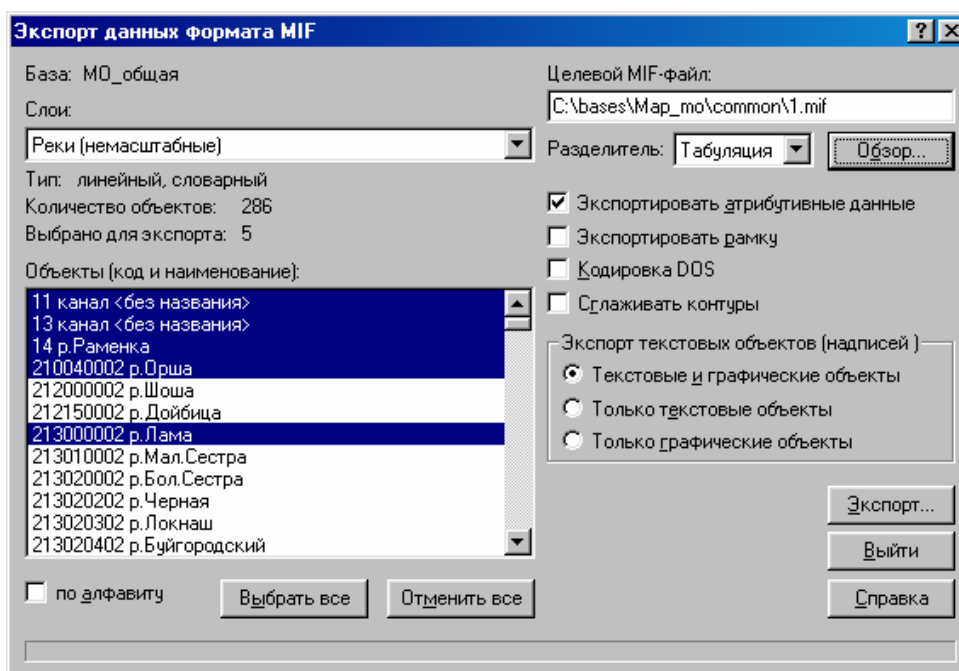 Экспорт данных формата MIF
База: МО_общая
Слои:
Реки (немасштабные)
Тип: линейный, словарный
Количество объектов: 286
Выбрано для экспорта: 5
Объекты (код и наименование):
11 канал <без названия>
13 канал <без названия>
14 р.Раменка
210040002 р.Орша
212000002 р.Шоша
212150002 р.Дойбица
213000002 р.Лама
213010002 р.Мал.Сестра
213020002 р.Бол.Сестра
213020202 р.Черная
213020302 р.Локнаш
213020402 р.Буйгородский
по алфавиту
Выбрать все
Отменить все
Целевой MIF-файл:
C:\bases\Map_mo\common\1.mif
Разделитель: Табуляция
Обзор...
Экспортировать атрибутивные данные
Экспортировать рамку
Кодировка DOS
Сглаживать контуры
Экспорт текстовых объектов (надписей )
Текстовые и графические объекты
Только текстовые объекты
Только графические объекты
Экспорт...
Выйти
Справка